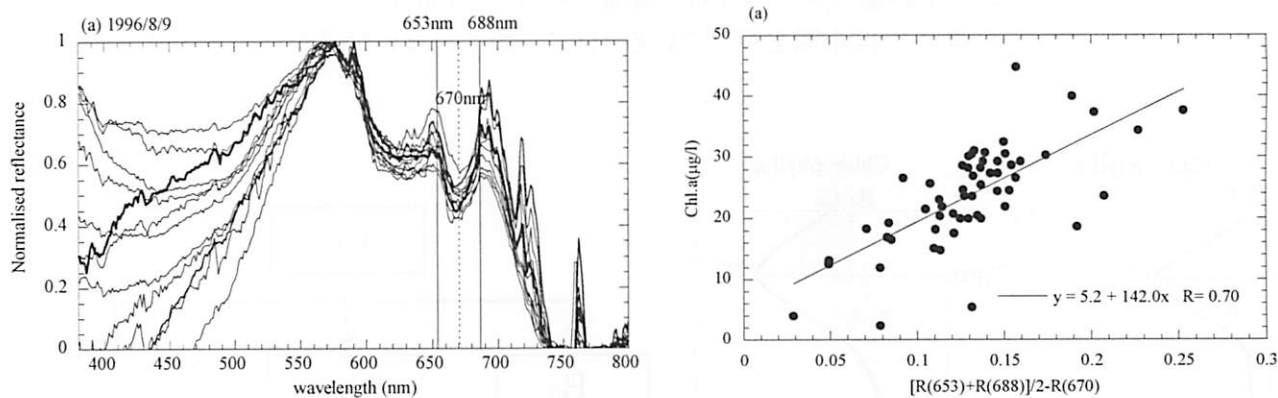 (a) 1996/8/9
653nm 688nm
670nm
Normalised reflectance
1
0.8
0.6
0.4
0.2
0
400 450 500 550 600 650 700 750 800
wavelength (nm)
(a)
Chl.a(μg/l)
50
40
30
20
10
0
y = 5.2 + 142.0x R= 0.70
0 0.05 0.1 0.15 0.2 0.25 0.3
[R(653)+R(688)]/2-R(670)